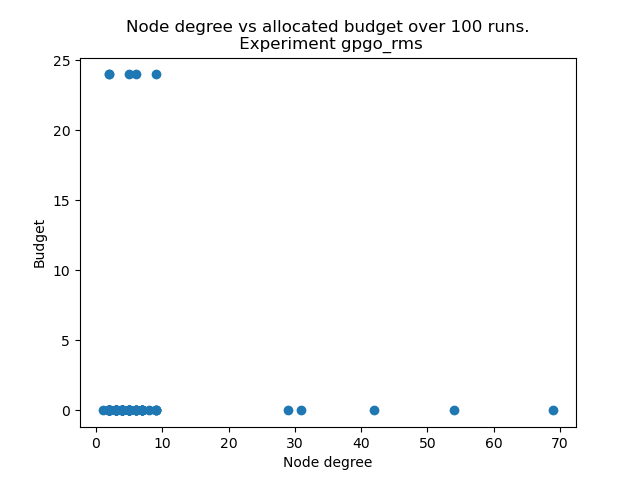 Node degree vs allocated budget over 100 runs.
Experiment gpgo_rms
25
20
15
10
5
0
Budget
0 10 20 30 40 50 60 70
Node degree